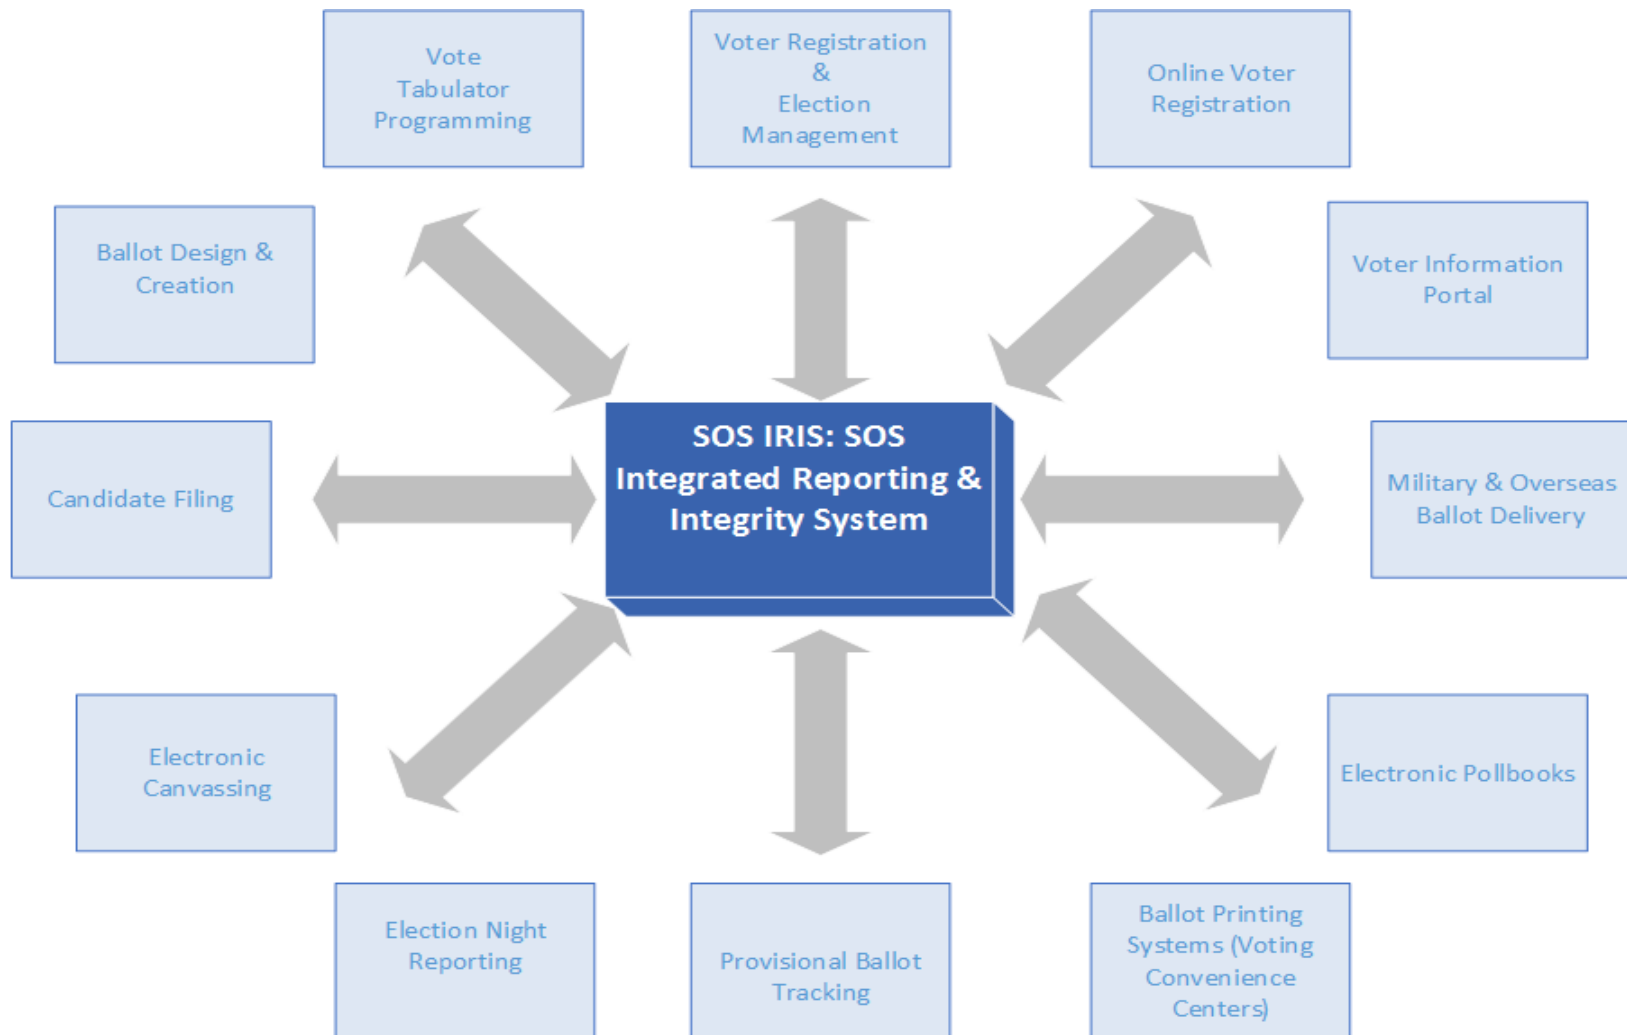 Vote
Tabulator
Programming
Voter Registration
&
Election
Management
Online Voter
Registration
Ballot Design &
Creation
Voter Information
Portal
SOS IRIS: SOS
Integrated Reporting &
Integrity System
Candidate Filing
Military & Overseas
Ballot Delivery
Electronic
Canvassing
Electronic Pollbooks
Election Night
Reporting
Provisional Ballot
Tracking
Ballot Printing
Systems (Voting
Convenience
Centers)